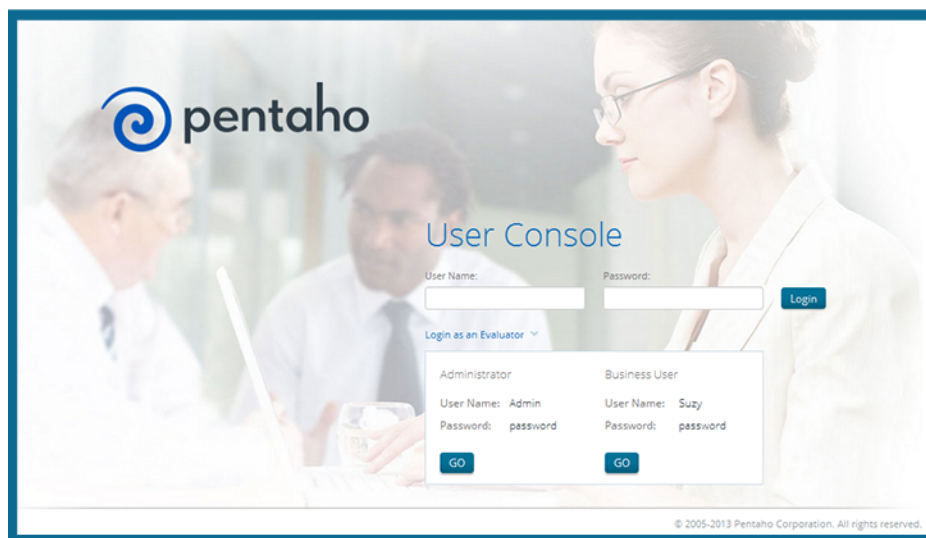 pentaho
User Console
User Name: Password:
Login
Login as an Evaluator
Administrator Business User
User Name: Admin User Name: Suzy
Password: password Password: password
GO GO
© 2005-2013 Pentaho Corporation. All rights reserved.